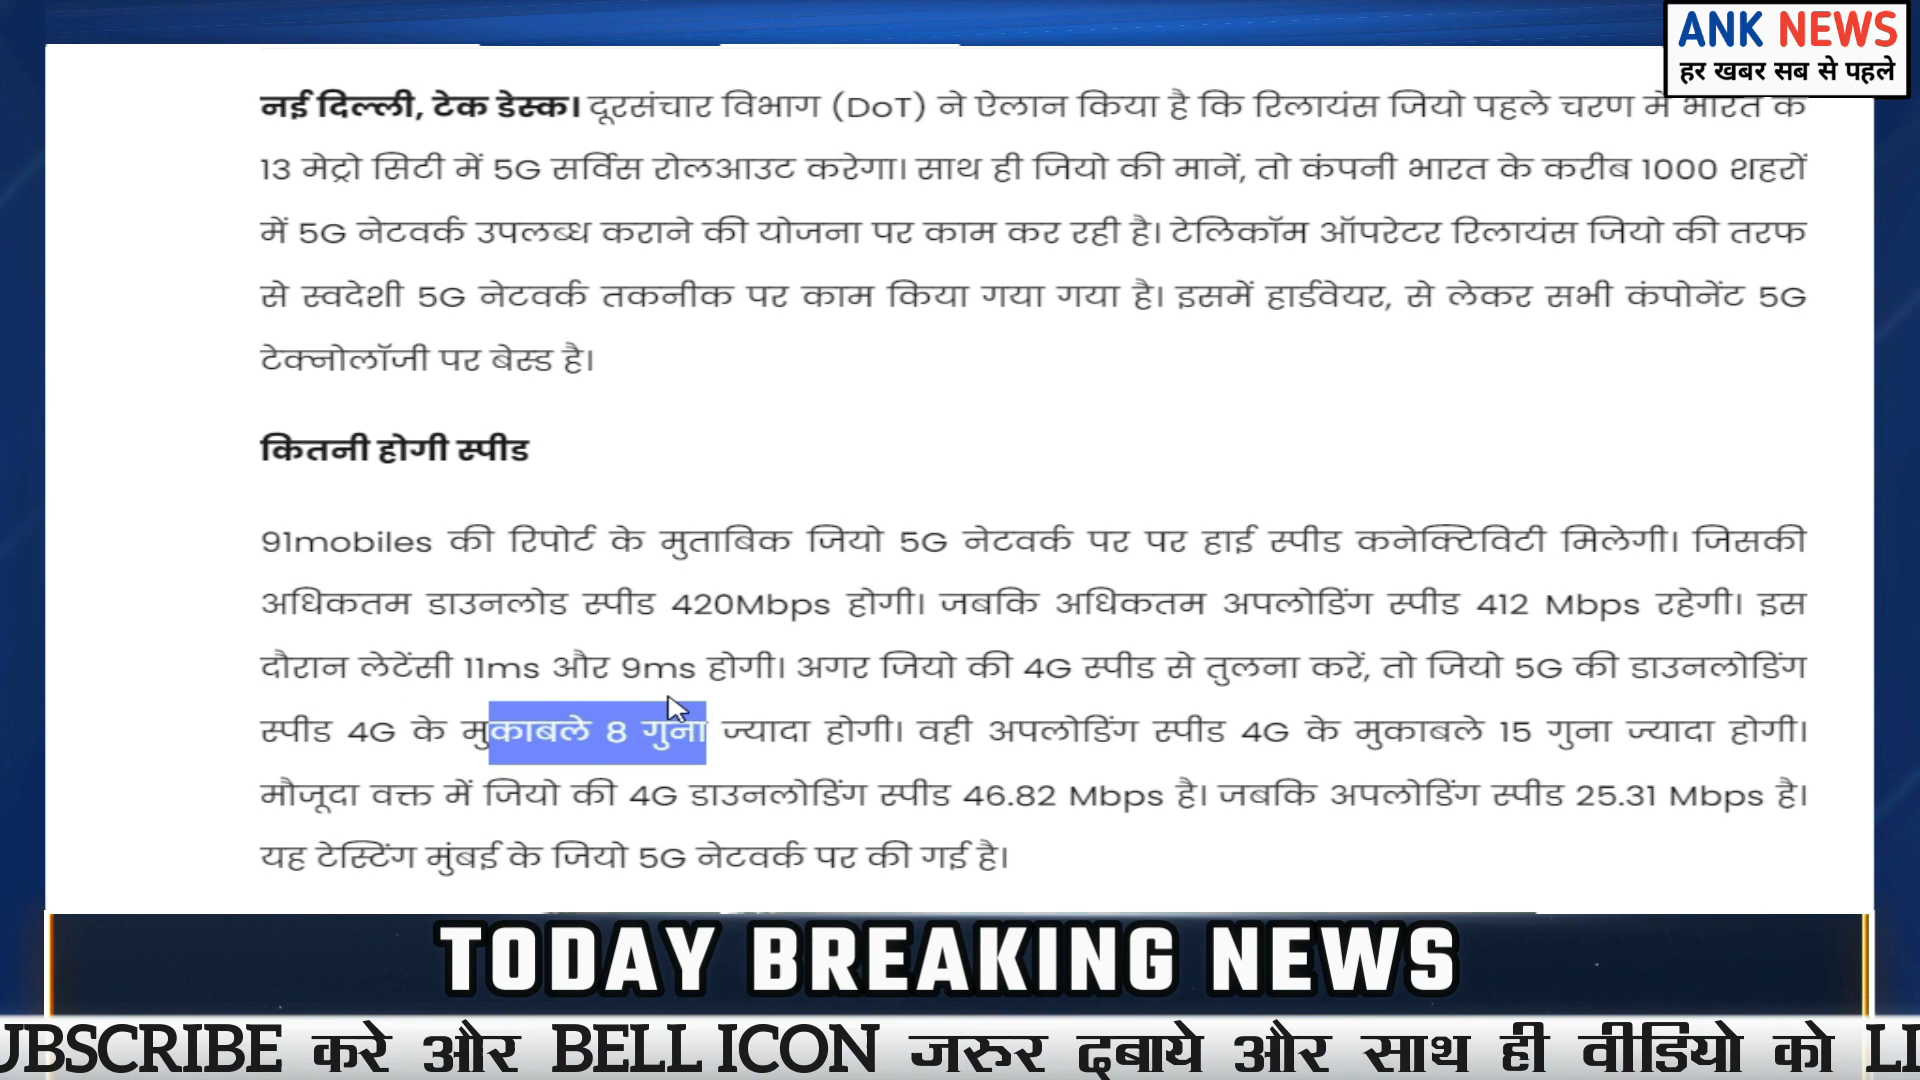 ANK NEWS
हर खबर सब से पहले
नई दिल्ली, टेक डेस्क। दूरसंचार विभाग (DoT) ने ऐलान किया है कि रिलायंस जियो पहले चरण में भारत के
13 मेट्रो सिटी में 5G सर्विस रोलआउट करेगा। साथ ही जियो की मानें, तो कंपनी भारत के करीब 1000 शहरों
में 5G नेटवर्क उपलब्ध कराने की योजना पर काम कर रही है। टेलिकॉम ऑपरेटर रिलायंस जियो की तरफ
से स्वदेशी 5G नेटवर्क तकनीक पर काम किया गया गया है। इसमें हार्डवेयर, से लेकर सभी कंपोनेंट 5G
टेक्नोलॉजी पर बेस्ड है।
कितनी होगी स्पीड
91mobiles की रिपोर्ट के मुताबिक जियो 5G नेटवर्क पर पर हाई स्पीड कनेक्टिविटी मिलेगी। जिसकी
अधिकतम डाउनलोड स्पीड 420Mbps होगी। जबकि अधिकतम अपलोडिंग स्पीड 412 Mbps रहेगी। इस
दौरान लेटेंसी 11ms और 9ms होगी। अगर जियो की 4G स्पीड से तुलना करें, तो जियो 5G की डाउनलोडिंग
स्पीड 4G के मुकाबले 8 गुना ज्यादा होगी। वही अपलोडिंग स्पीड 4G के मुकाबले 15 गुना ज्यादा होगी।
मौजूदा वक्त में जियो की 4G डाउनलोडिंग स्पीड 46.82 Mbps है। जबकि अपलोडिंग स्पीड 25.31 Mbps है।
यह टेस्टिंग मुंबई के जियो 5G नेटवर्क पर की गई है।
TODAY BREAKING NEWS
UBSCRIBE करे और BELL ICON जरुर दबाये और साथ ही वीडियो को LI